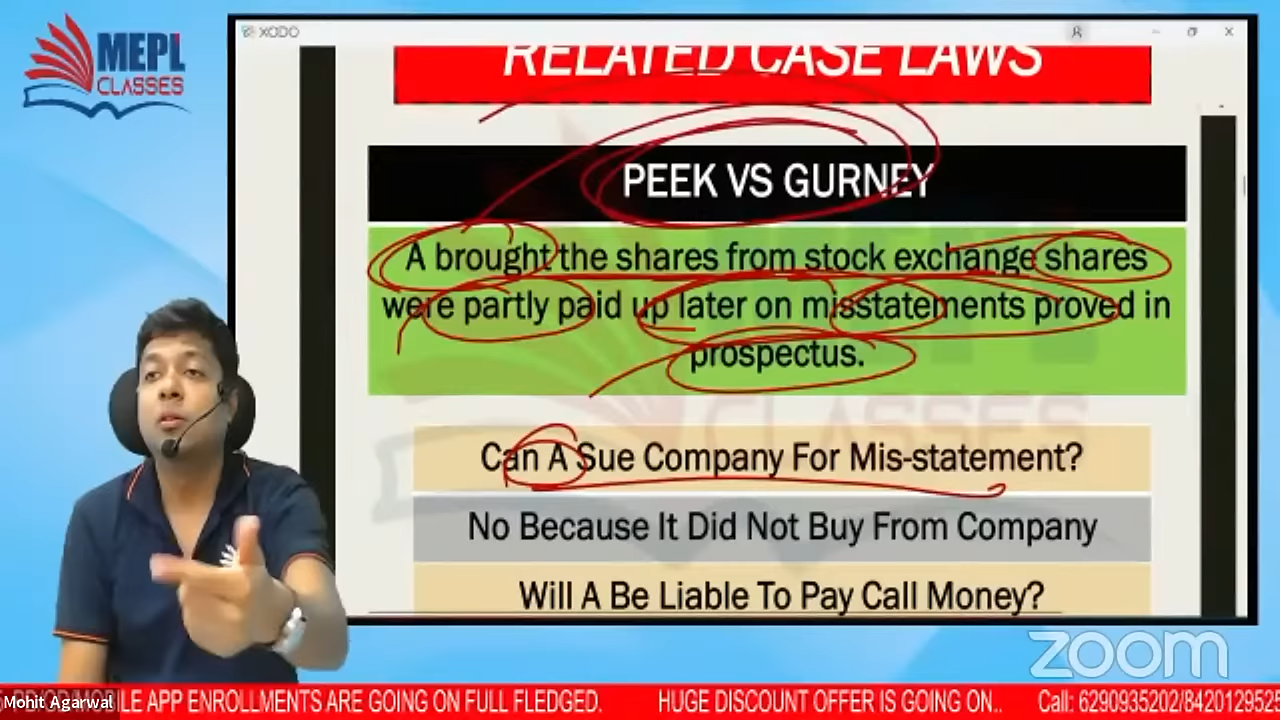 MEPL
CLASSES
XODO
RELATED CASE LAWS
PEEK VS GURNEY
A brought the shares from stock exchange shares
were partly paid up later on misstatements proved in
prospectus.
Can A Sue Company For Mis-statement?
No Because It Did Not Buy From Company
Will A Be Liable To Pay Call Money?
CLASSES
zoom
MOBILE APP ENROLLMENTS ARE GOING ON FULL FLEDGED. HUGE DISCOUNT OFFER IS GOING ON.. Call: 6290935202/8420129525
Mohit Agarwal